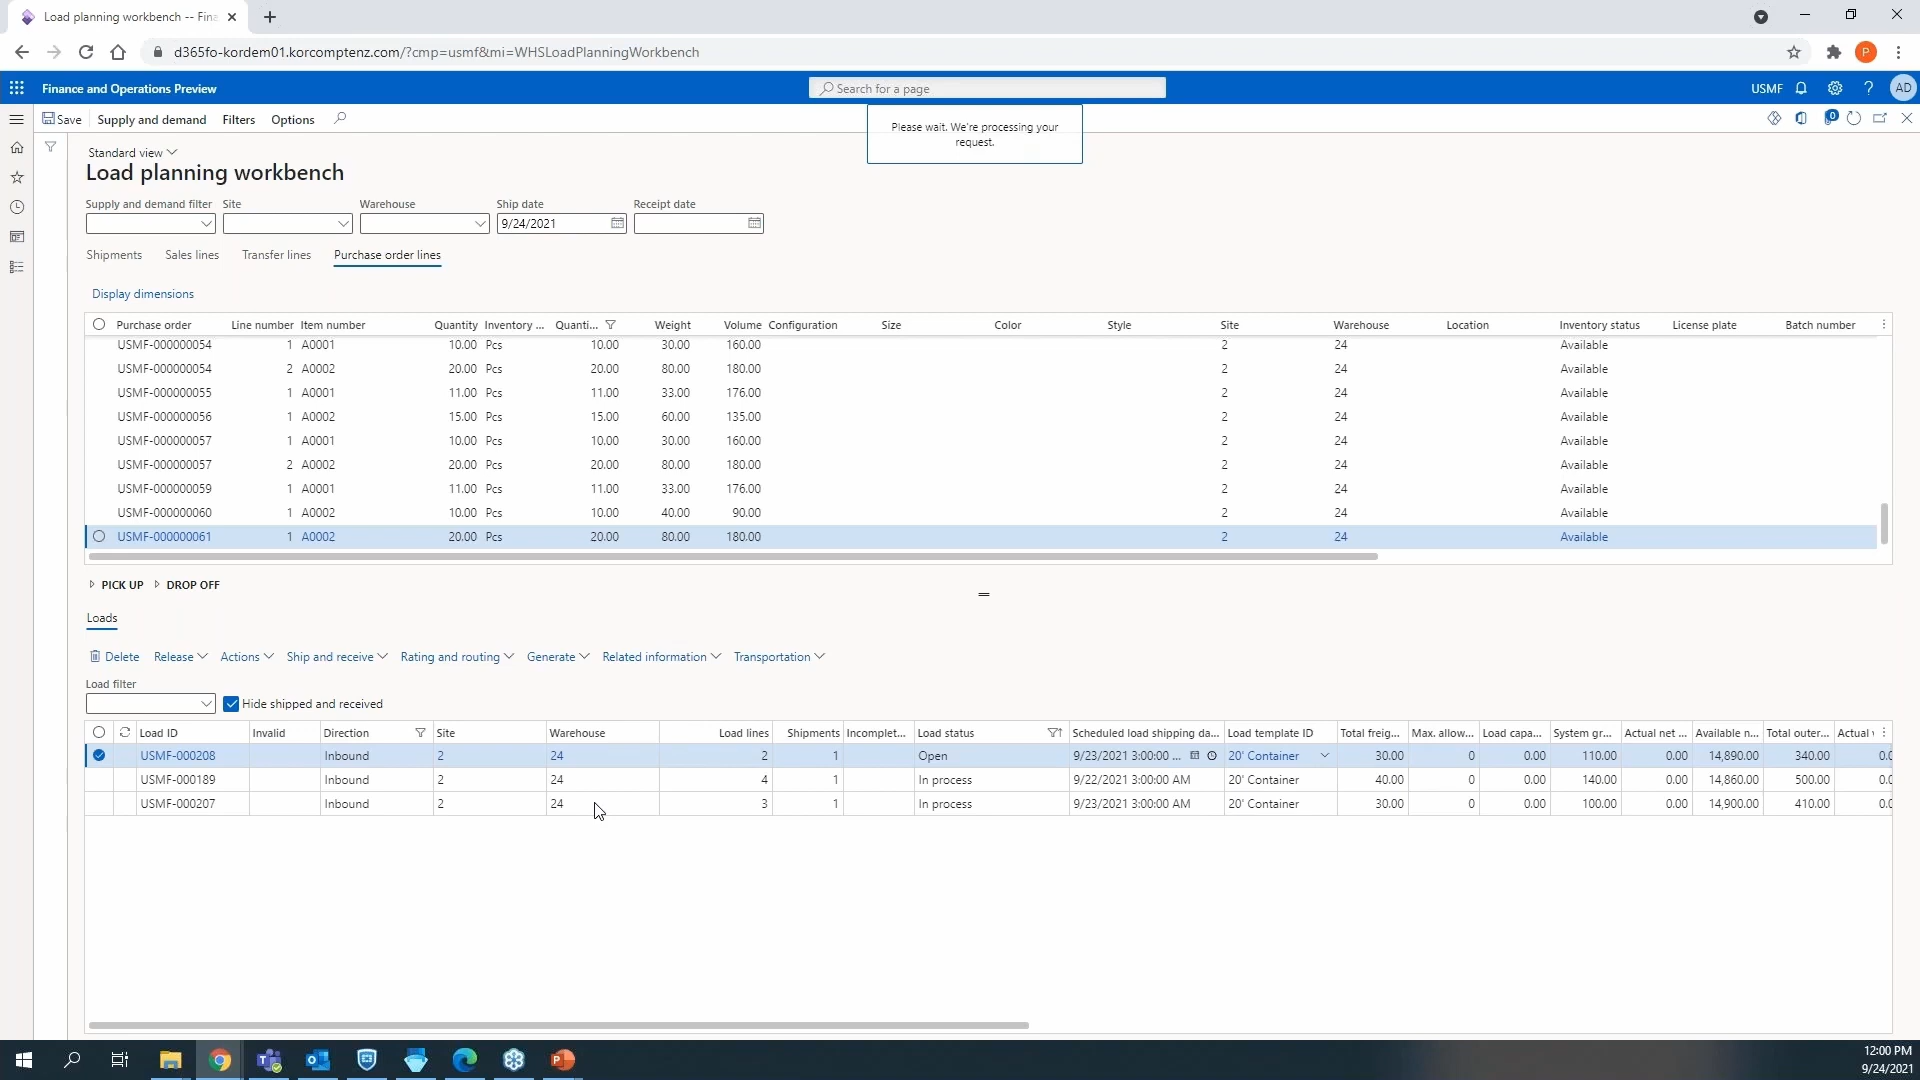 Load planning workbench -- Fina
d365fo-kordem01.korcomptenz.com/?cmp=usmf&mi=WHSLoadPlanningWorkbench
P
Finance and Operations Preview
Search for a page
USMF
?
AD
Save Supply and demand Filters Options
0
Please wait. We're processing your
request.
Standard view
Load planning workbench
Supply and demand filter Site Warehouse Ship date Receipt date
9/24/2021
Shipments Sales lines Transfer lines Purchase order lines
Display dimensions
Purchase order Line number Item number Quantity Inventory ... Quanti... Weight Volume Configuration Size Color Style Site Warehouse Location Inventory status License plate Batch number
USMF-000000054 1 A0001 10.00 Pcs 10.00 30.00 160.00 2 24 Available
USMF-000000054 2 A0002 20.00 Pcs 20.00 80.00 180.00 2 24 Available
USMF-000000055 1 A0001 11.00 Pcs 11.00 33.00 176.00 2 24 Available
USMF-000000056 1 A0002 15.00 Pcs 15.00 60.00 135.00 2 24 Available
USMF-000000057 1 A0001 10.00 Pcs 10.00 30.00 160.00 2 24 Available
USMF-000000057 2 A0002 20.00 Pcs 20.00 80.00 180.00 2 24 Available
USMF-000000059 1 A0001 11.00 Pcs 11.00 33.00 176.00 2 24 Available
USMF-000000060 1 A0002 10.00 Pcs 10.00 40.00 90.00 2 24 Available
USMF-000000061 1 A0002 20.00 Pcs 20.00 80.00 180.00 2 24 Available
PICK UP DROP OFF
Loads
Delete Release Actions Ship and receive Rating and routing Generate Related information Transportation
Load filter
Hide shipped and received
Load ID Invalid Direction Site Warehouse Load lines Shipments Incomplet... Load status Scheduled load shipping da... Load template ID Total freig... Max. allow... Load capa... System gr... Actual net ... Available n... Total outer... Actual
USMF-000208 Inbound 2 24 2 1 Open 9/23/2021 3:00:00 ... 20' Container 30.00 0 0.00 110.00 0.00 14,890.00 340.00 0.0
USMF-000189 Inbound 2 24 4 1 In process 9/22/2021 3:00:00 AM 20' Container 40.00 0 0.00 140.00 0.00 14,860.00 500.00 0.0
USMF-000207 Inbound 2 24 3 1 In process 9/23/2021 3:00:00 AM 20' Container 30.00 0 0.00 100.00 0.00 14,900.00 410.00 0.0
12:00 PM
9/24/2021